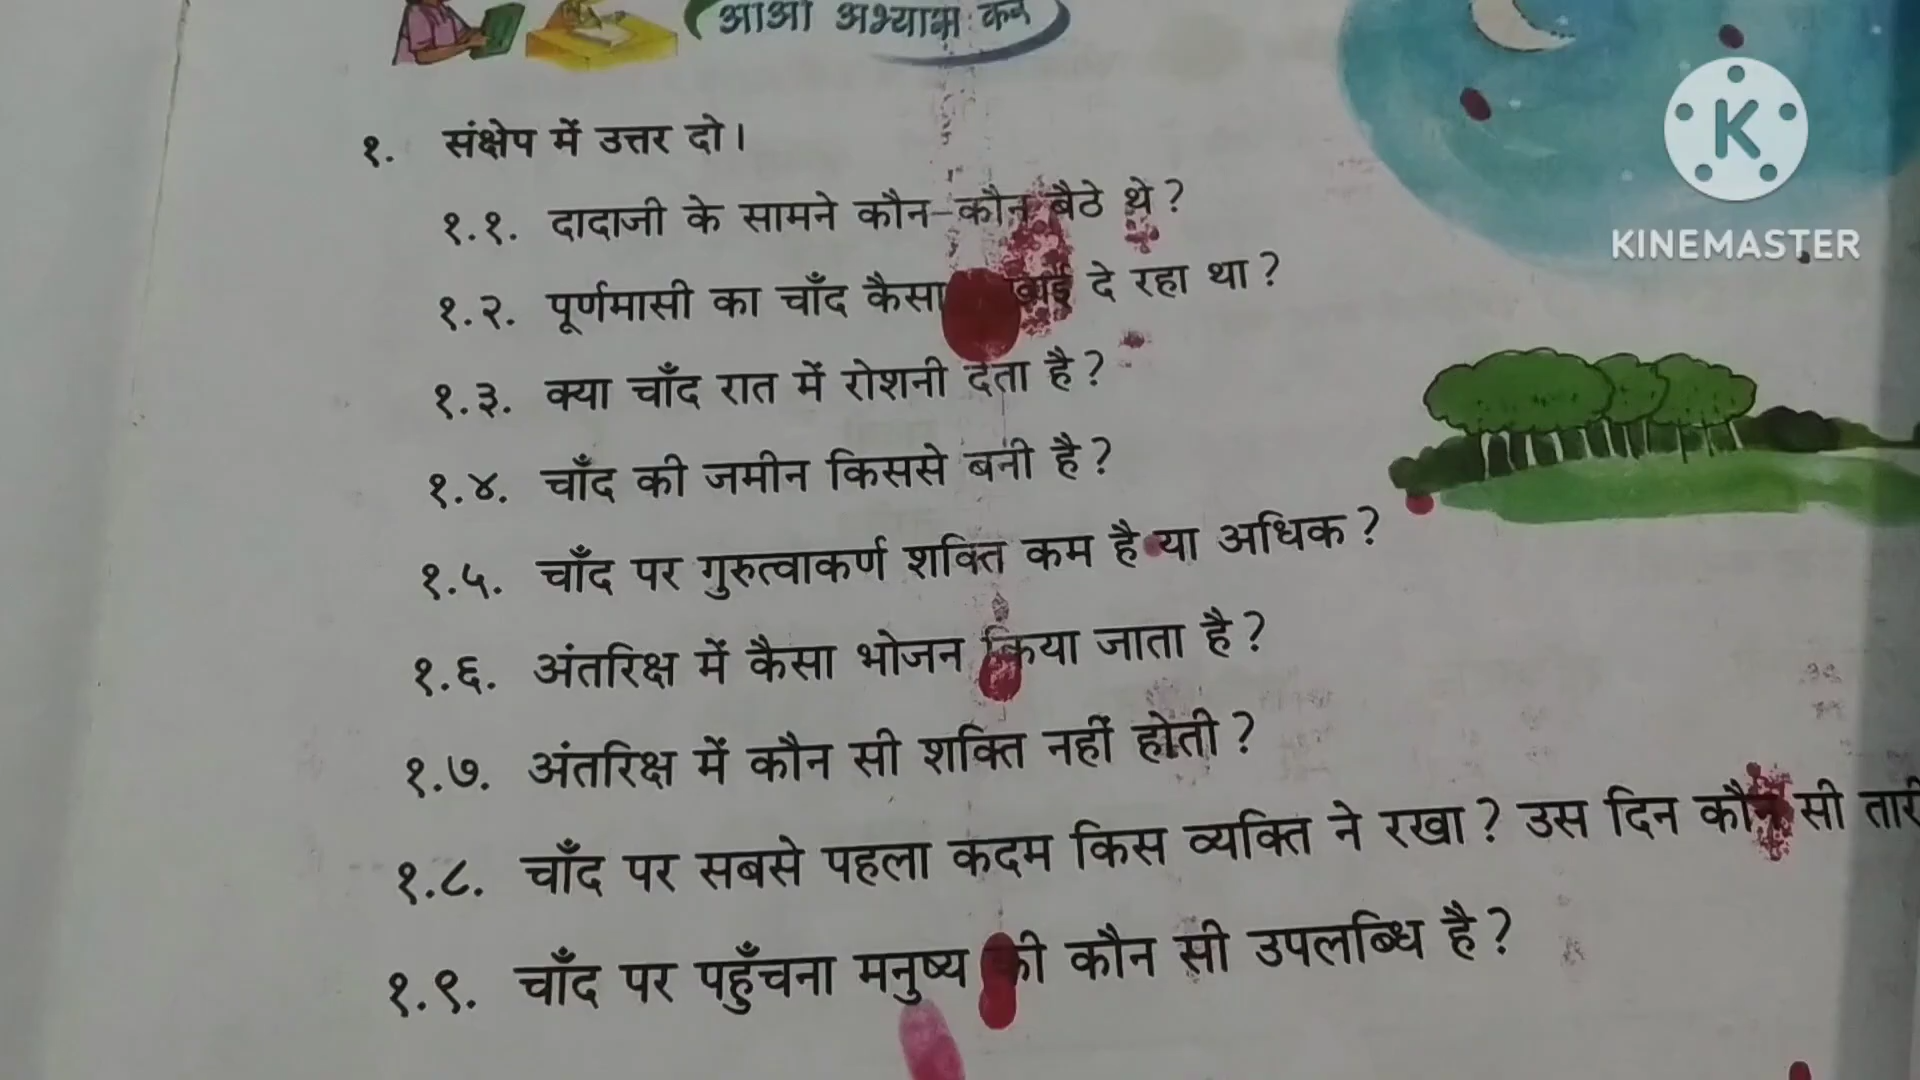 आओ अभ्यास करें
१. संक्षेप में उत्तर दो।
१.१. दादाजी के सामने कौन-कौन बैठे थे?
१.२. पूर्णमासी का चाँद कैसा दे रहा था?
१.३. क्या चाँद रात में रोशनी देता है?
१.४. चाँद की जमीन किससे बनी है?
१.५. चाँद पर गुरुत्वाकर्ण शक्ति कम है या अधिक?
१.६. अंतरिक्ष में कैसा भोजन किया जाता है?
१.७. अंतरिक्ष में कौन सी शक्ति नहीं होती?
१.८. चाँद पर सबसे पहला कदम किस व्यक्ति ने रखा? उस दिन कौन सी
१.९. चाँद पर पहुँचना मनुष्य की कौन सी उपलब्धि है?
K
KINEMASTER